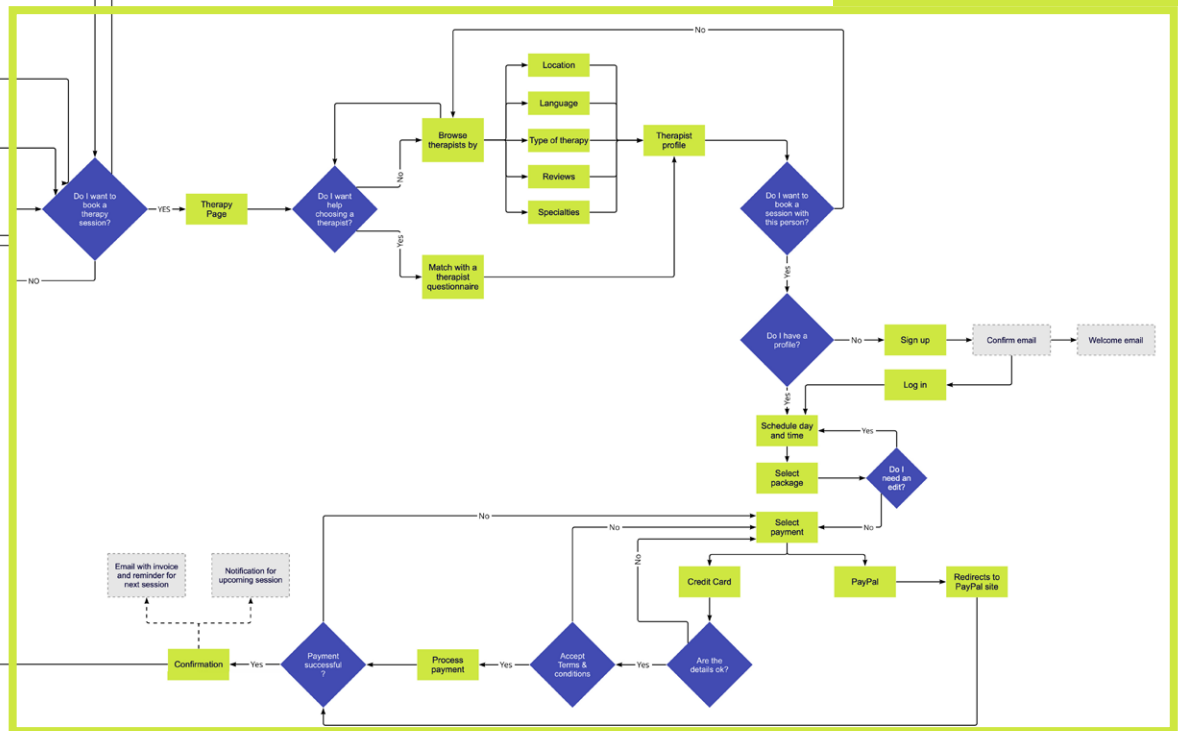 No
Location
Language
Type of therapy
Reviews
Specialties
Browse
therapists by
Therapist
profile
No
Do I want to
book a
therapy
session?
YES
Therapy
Page
Do I want
help
choosing a
therapist?
Do I want to
book a
session with
this person?
Yes
Match with a
therapist
questionnaire
NO
Yes
Do I have a
profile?
No
Sign up
Confirm email
Welcome email
Log in
Yes
Schedule day
and time
Yes
Select
package
Do I
need an
edit?
No
Select
payment
No
No
No
Email with invoice
and reminder for
next session
Notification for
upcoming session
Credit Card
PayPal
Redirects to
PayPal site
Confirmation
Yes
Payment
successful
?
Process
payment
Yes
Accept
Terms &
conditions
Yes
Are the
details ok?